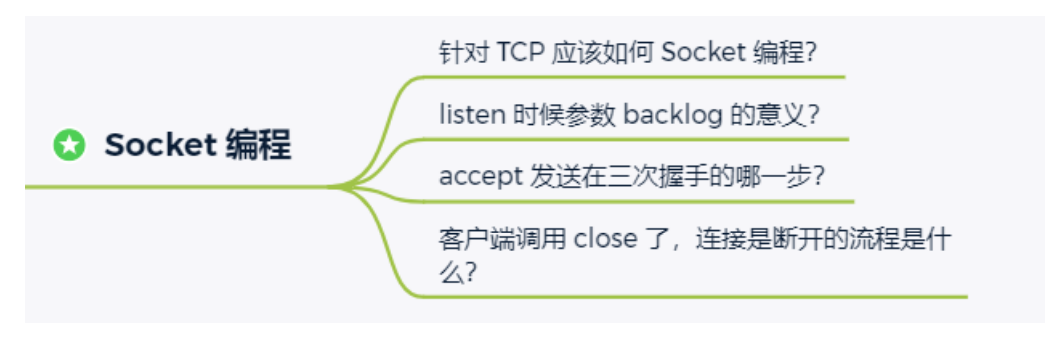 针对 TCP 应该如何 Socket 编程?
listen 时候参数 backlog 的意义?
Socket 编程
accept 发送在三次握手的哪一步?
客户端调用 close 了，连接是断开的流程是什
么?